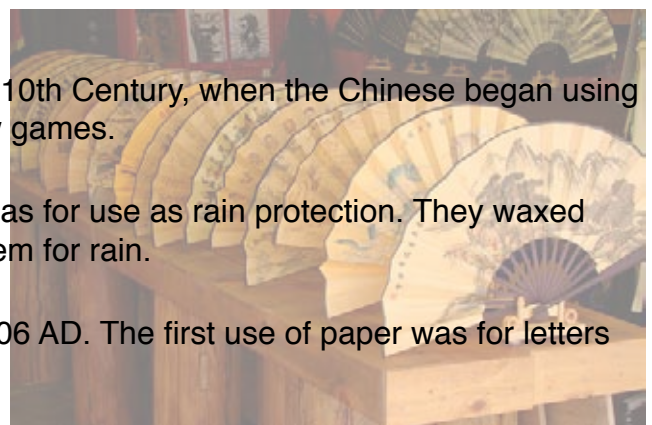 10th Century, when the Chinese began using
games.
as for use as rain protection. They waxed
em for rain.
06 AD. The first use of paper was for letters